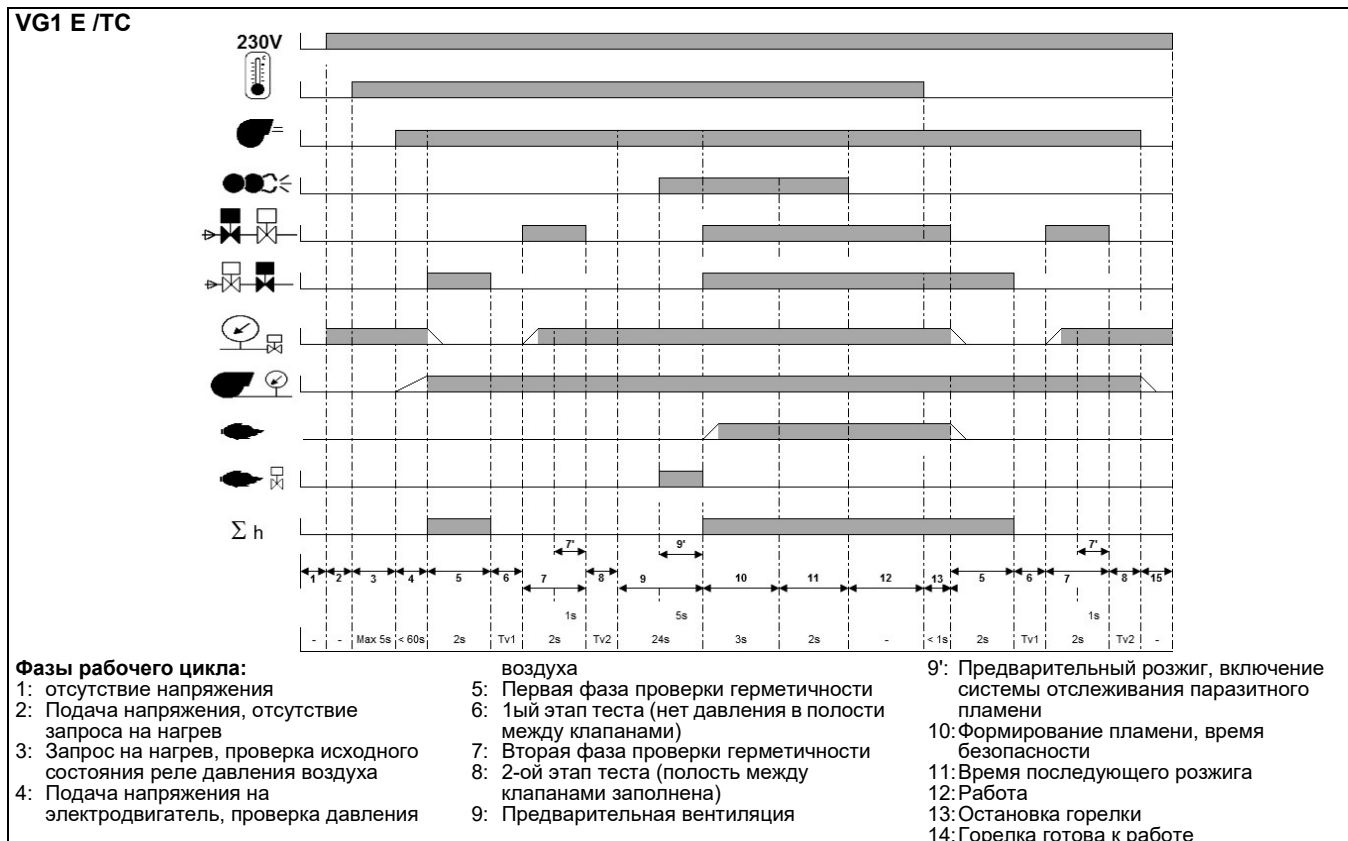 VG1 E /TC
230V
Σ h
7' 9' 7'
1 2 3 4 5 6 7 8 9 10 11 12 13 5 6 7 8 15
1s 5s 1s
- - Max 5s < 60s 2s Tv1 2s Tv2 24s 3s 2s - < 1s 2s Tv1 2s Tv2 -
Фазы рабочего цикла:
1: отсутствие напряжения
2: Подача напряжения, отсутствие
запроса на нагрев
3: Запрос на нагрев, проверка исходного
состояния реле давления воздуха
4: Подача напряжения на
электродвигатель, проверка давления
воздуха
5: Первая фаза проверки герметичности
6: 1ый этап теста (нет давления в полости
между клапанами)
7: Вторая фаза проверки герметичности
8: 2-ой этап теста (полость между
клапанами заполнена)
9: Предварительная вентиляция
9': Предварительный розжиг, включение
системы отслеживания паразитного
пламени
10:Формирование пламени, время
безопасности
11:Время последующего розжига
12:Работа
13:Остановка горелки
14:Горелка готова к работе